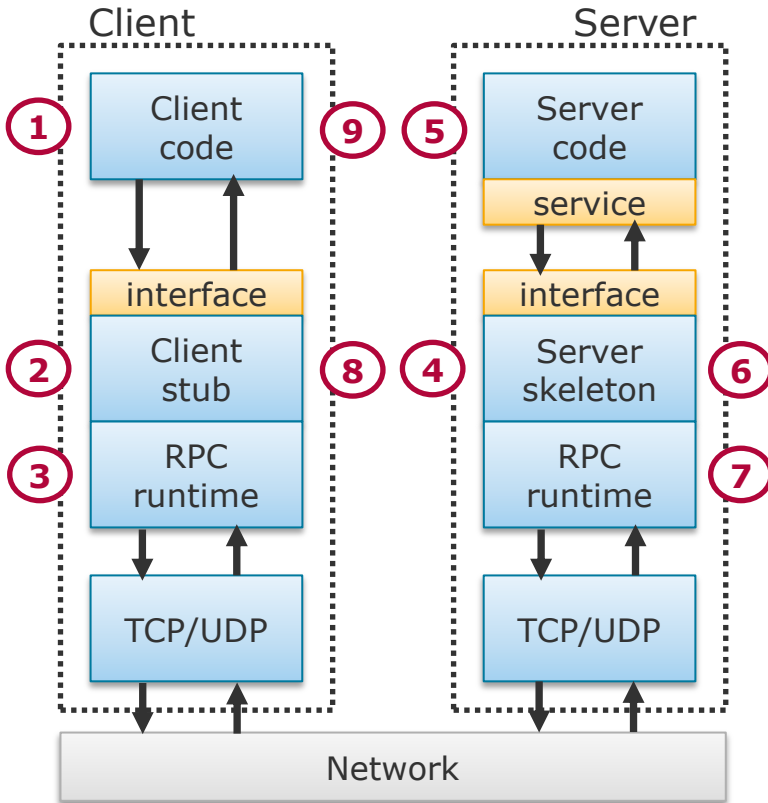 Client
Server
1
Client
code
9
5
Server
code
service
interface
interface
2
Client
stub
8
4
Server
skeleton
6
3
RPC
runtime
RPC
runtime
7
TCP/UDP
TCP/UDP
Network